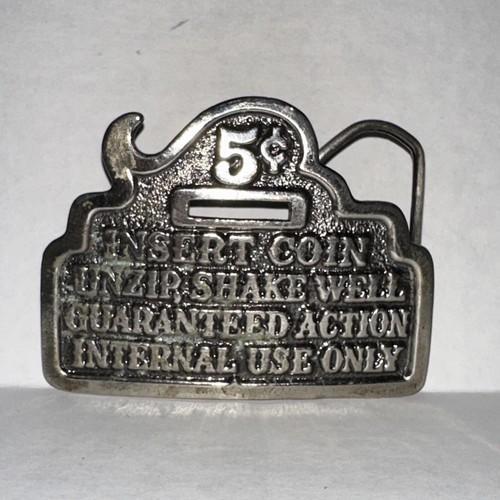 5¢
INSERT COIN
UNZIP, SHAKE WELL
GUARANTEED ACTION
INTERNAL USE ONLY